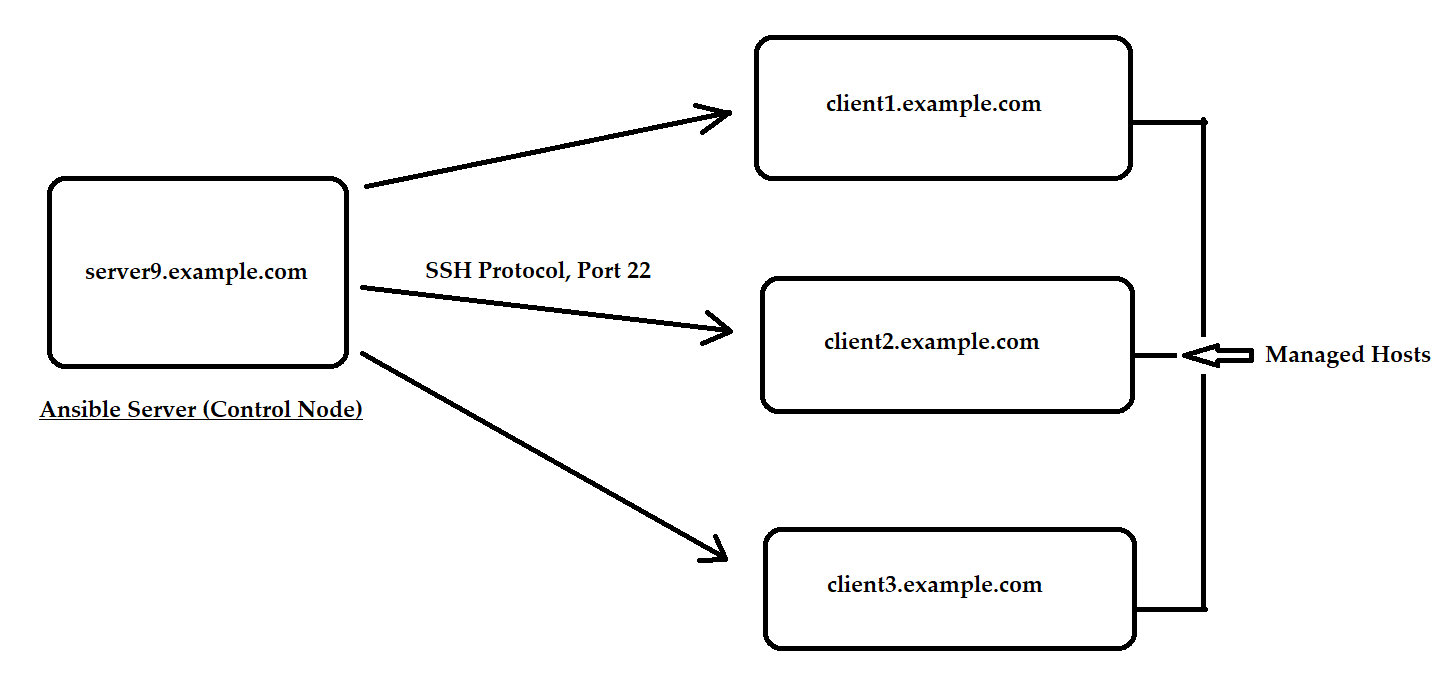 client1.example.com
server9.example.com
SSH Protocol, Port 22
client2.example.com
Managed Hosts
Ansible Server (Control Node)
client3.example.com